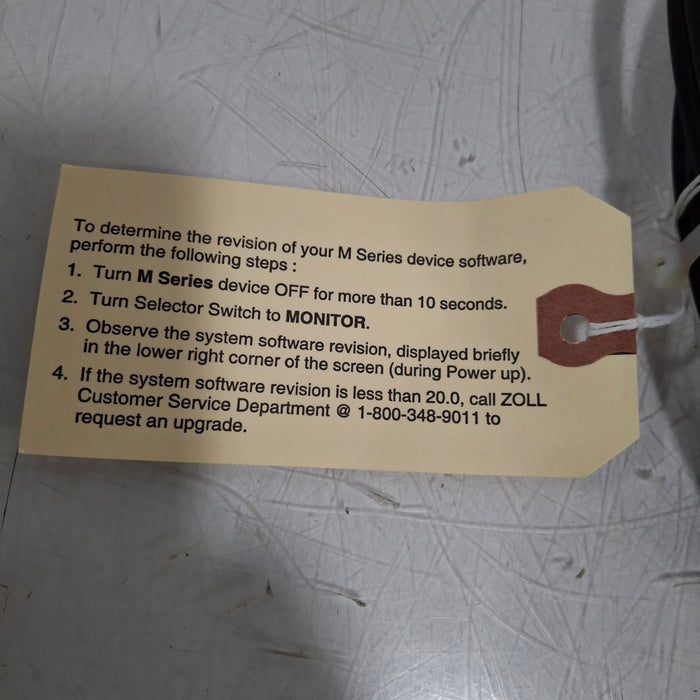 To determine the revision of your M Series device software,
perform the following steps :
1. Turn M Series device OFF for more than 10 seconds.
2. Turn Selector Switch to MONITOR.
3. Observe the system software revision, displayed briefly
in the lower right corner of the screen (during Power up).
4. If the system software revision is less than 20.0, call ZOLL
Customer Service Department @ 1-800-348-9011 to
request an upgrade.